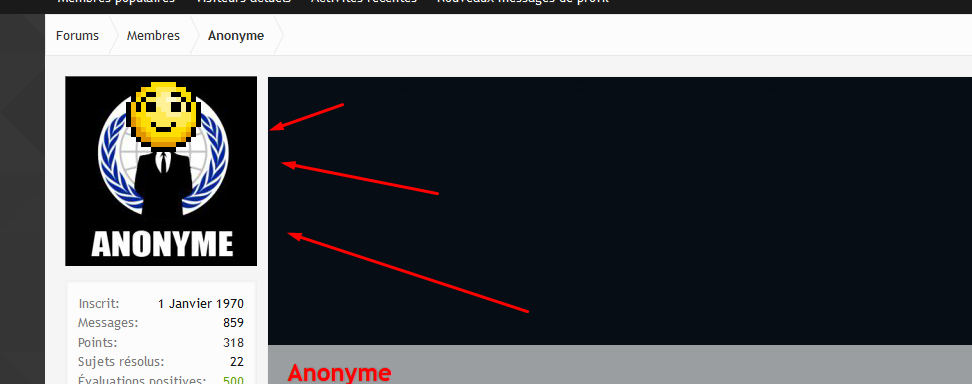 Membres populaires Visiteurs actuels Activités récentes Nouveaux messages de profil
Forums Membres Anonyme
ANONYME
Inscrit: 1 Janvier 1970
Messages: 859
Points: 318
Sujets résolus: 22
Évaluations positives: 500
Anonyme